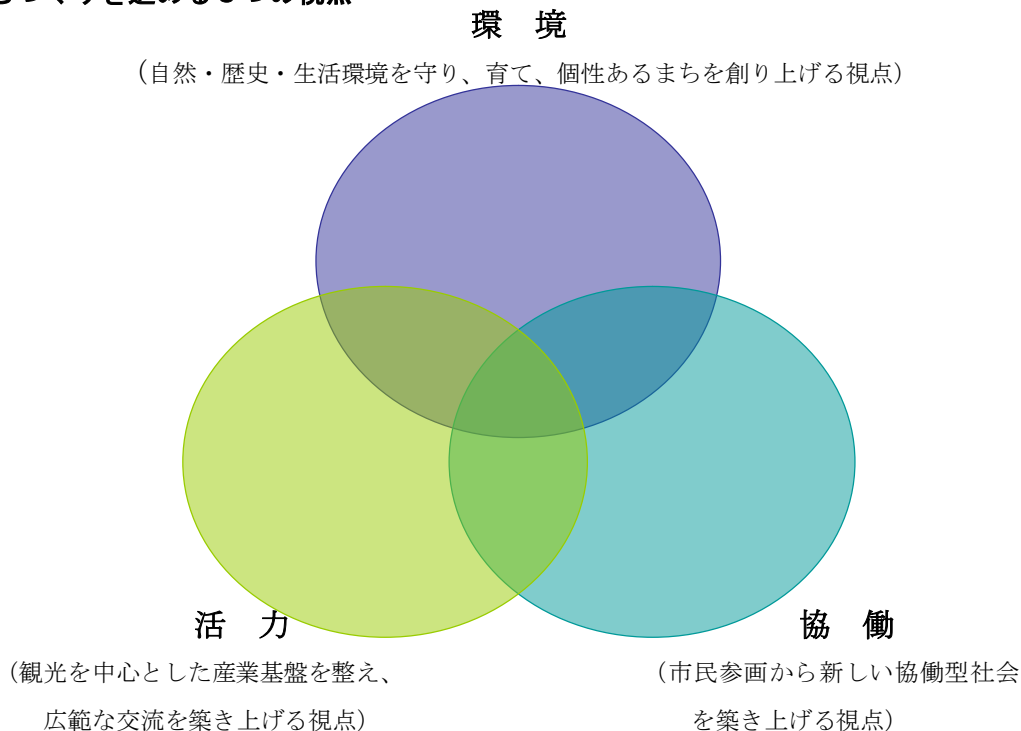 環　境
（自然・歴史・生活環境を守り、育て、個性あるまちを創り上げる視点）
活　力
（観光を中心とした産業基盤を整え、
広範な交流を築き上げる視点）
協　働
（市民参画から新しい協働型社会
を築き上げる視点）